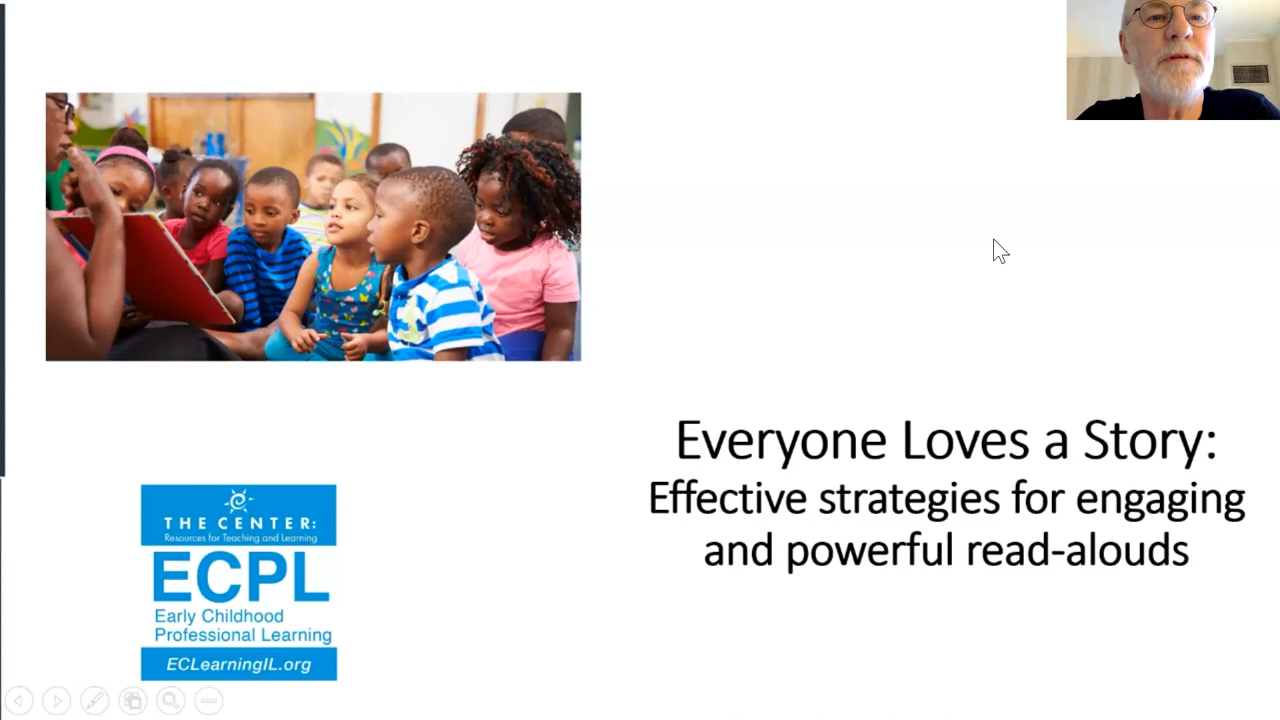 Everyone Loves a Story:
Effective strategies for engaging
and powerful read-alouds
THE CENTER:
Resources for Teaching and Learning
ECPL
Early Childhood
Professional Learning
ECLearningIL.org